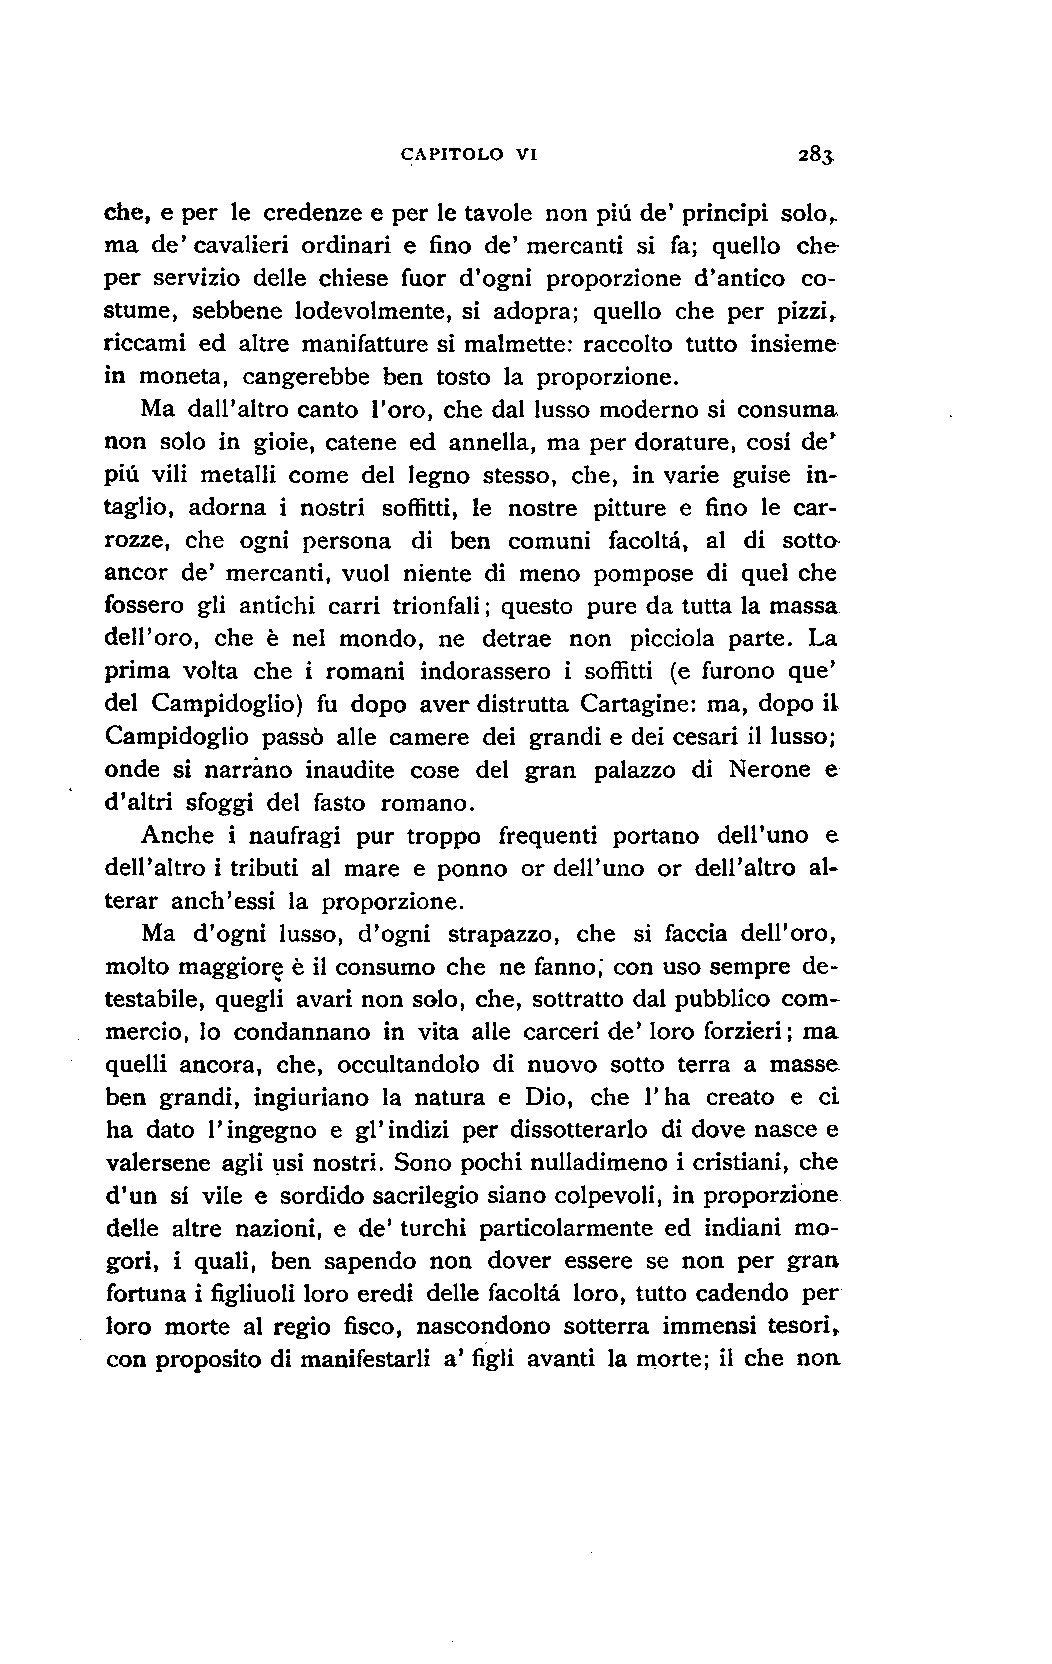 CAPITOLO VI 283
che, e per le credenze e per le tavole non piú de' principi solo,
ma de' cavalieri ordinari e fino de' mercanti si fa; quello che
per servizio delle chiese fuor d'ogni proporzione d'antico co-
stume, sebbene lodevolmente, si adopra; quello che per pizzi,
riccami ed altre manifatture si malmette: raccolto tutto insieme
in moneta, cangerebbe ben tosto la proporzione.
Ma dall'altro canto l'oro, che dal lusso moderno si consuma
non solo in gioie, catene ed annella, ma per dorature, cosí de'
piú vili metalli come del legno stesso, che, in varie guise in-
taglio, adorna i nostri soffitti, le nostre pitture e fino le car-
rozze, che ogni persona di ben comuni facoltá, al di sotto
ancor de' mercanti, vuol niente di meno pompose di quel che
fossero gli antichi carri trionfali; questo pure da tutta la massa
dell'oro, che è nel mondo, ne detrae non picciola parte. La
prima volta che i romani indorassero i soffitti (e furono que'
del Campidoglio) fu dopo aver distrutta Cartagine: ma, dopo il
Campidoglio passò alle camere dei grandi e dei cesari il lusso;
onde si narrano inaudite cose del gran palazzo di Nerone e
d'altri sfoggi del fasto romano.
Anche i naufragi pur troppo frequenti portano dell'uno e
dell'altro i tributi al mare e ponno or dell'uno or dell'altro al-
terar anch'essi la proporzione.
Ma d'ogni lusso, d'ogni strapazzo, che si faccia dell'oro,
molto maggiore è il consumo che ne fanno, con uso sempre de-
testabile, quegli avari non solo, che, sottratto dal pubblico com-
mercio, lo condannano in vita alle carceri de' loro forzieri; ma
quelli ancora, che, occultandolo di nuovo sotto terra a masse
ben grandi, ingiuriano la natura e Dio, che l'ha creato e ci
ha dato l'ingegno e gl'indizi per dissotterarlo di dove nasce e
valersene agli usi nostri. Sono pochi nulladimeno i cristiani, che
d'un sí vile e sordido sacrilegio siano colpevoli, in proporzione
delle altre nazioni, e de' turchi particolarmente ed indiani mo-
gori, i quali, ben sapendo non dover essere se non per gran
fortuna i figliuoli loro eredi delle facoltá loro, tutto cadendo per
loro morte al regio fisco, nascondono sotterra immensi tesori,
con proposito di manifestarli a' figli avanti la morte; il che non